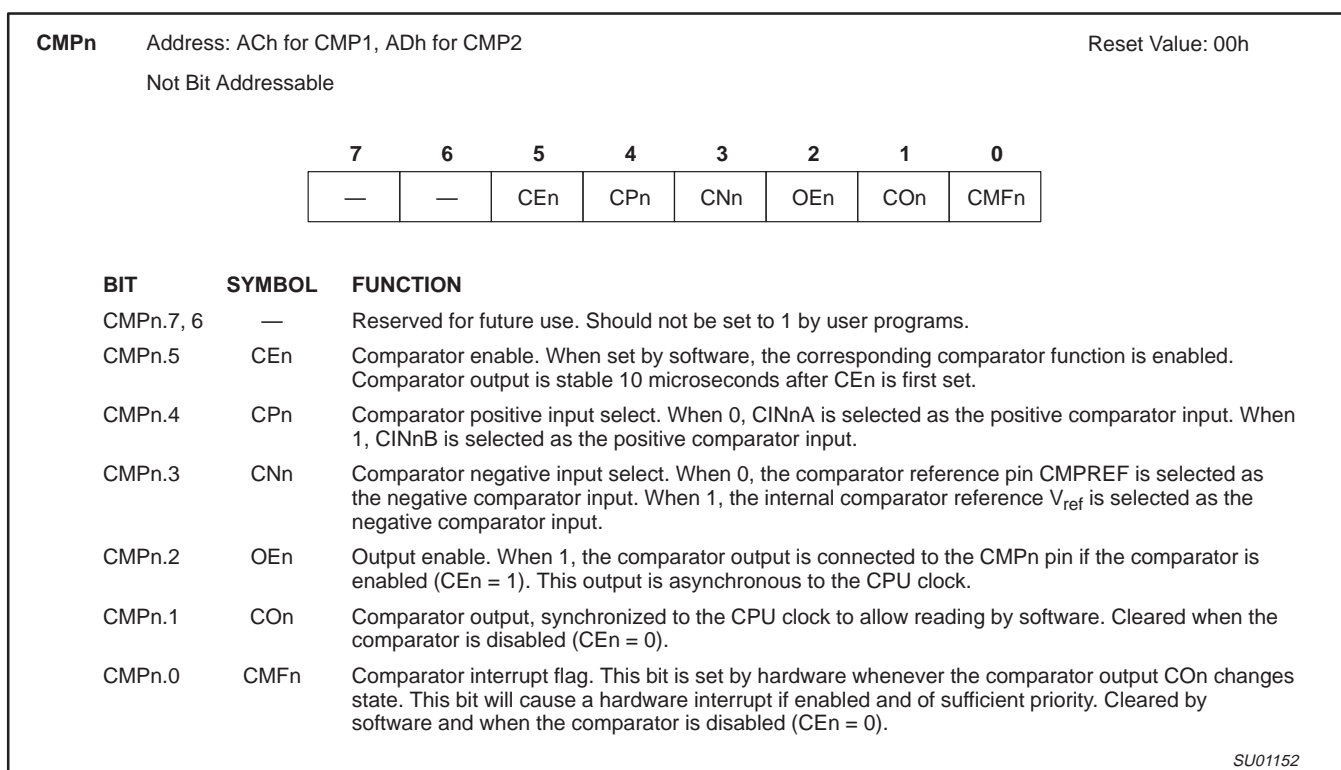 CMPn Address: ACh for CMP1, ADh for CMP2 Reset Value: 00h
Not Bit Addressable
7 6 5 4 3 2 1 0
— — CEn CPn CNn OEn COn CMFn
BIT SYMBOL FUNCTION
CMPn.7, 6 — Reserved for future use. Should not be set to 1 by user programs.
CMPn.5 CEn Comparator enable. When set by software, the corresponding comparator function is enabled.
Comparator output is stable 10 microseconds after CEn is first set.
CMPn.4 CPn Comparator positive input select. When 0, CINnA is selected as the positive comparator input. When
1, CINnB is selected as the positive comparator input.
CMPn.3 CNn Comparator negative input select. When 0, the comparator reference pin CMPREF is selected as
the negative comparator input. When 1, the internal comparator reference Vref is selected as the
negative comparator input.
CMPn.2 OEn Output enable. When 1, the comparator output is connected to the CMPn pin if the comparator is
enabled (CEn = 1). This output is asynchronous to the CPU clock.
CMPn.1 COn Comparator output, synchronized to the CPU clock to allow reading by software. Cleared when the
comparator is disabled (CEn = 0).
CMPn.0 CMFn Comparator interrupt flag. This bit is set by hardware whenever the comparator output COn changes
state. This bit will cause a hardware interrupt if enabled and of sufficient priority. Cleared by
software and when the comparator is disabled (CEn = 0).
SU01152